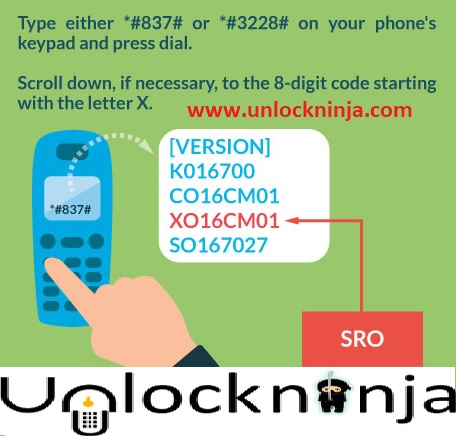 Type either *#837# or *#3228# on your phone's
keypad and press dial.
Scroll down, if necessary, to the 8-digit code starting
with the letter X.
www.unlockninja.com
[VERSION]
K016700
CO16CM01
XO16CM01
SO167027
*#837#
SRO
Unlockninja